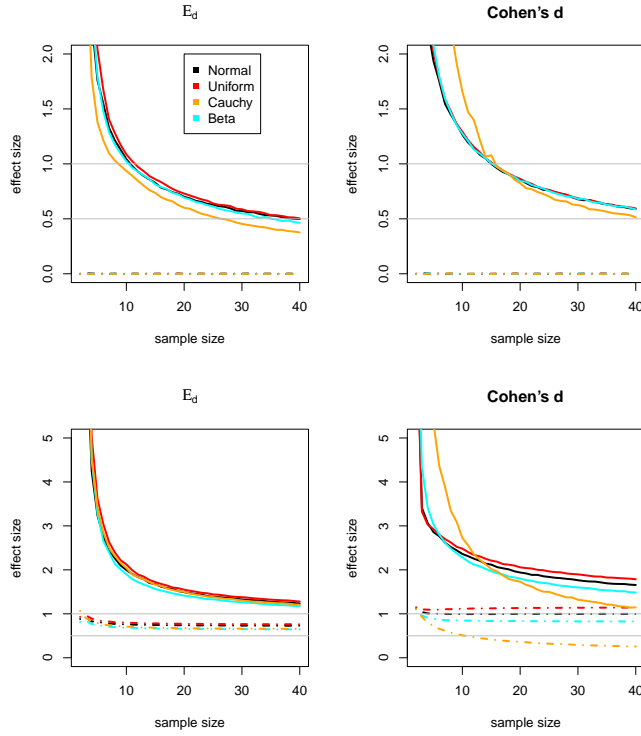 E_d
2.0
1.5
1.0
0.5
0.0
effect size
Normal
Uniform
Cauchy
Beta
10 20 30 40
sample size
Cohen's d
2.0
1.5
1.0
0.5
0.0
effect size
10 20 30 40
sample size
E_d
5
4
3
2
1
0
effect size
10 20 30 40
sample size
Cohen's d
5
4
3
2
1
0
effect size
10 20 30 40
sample size